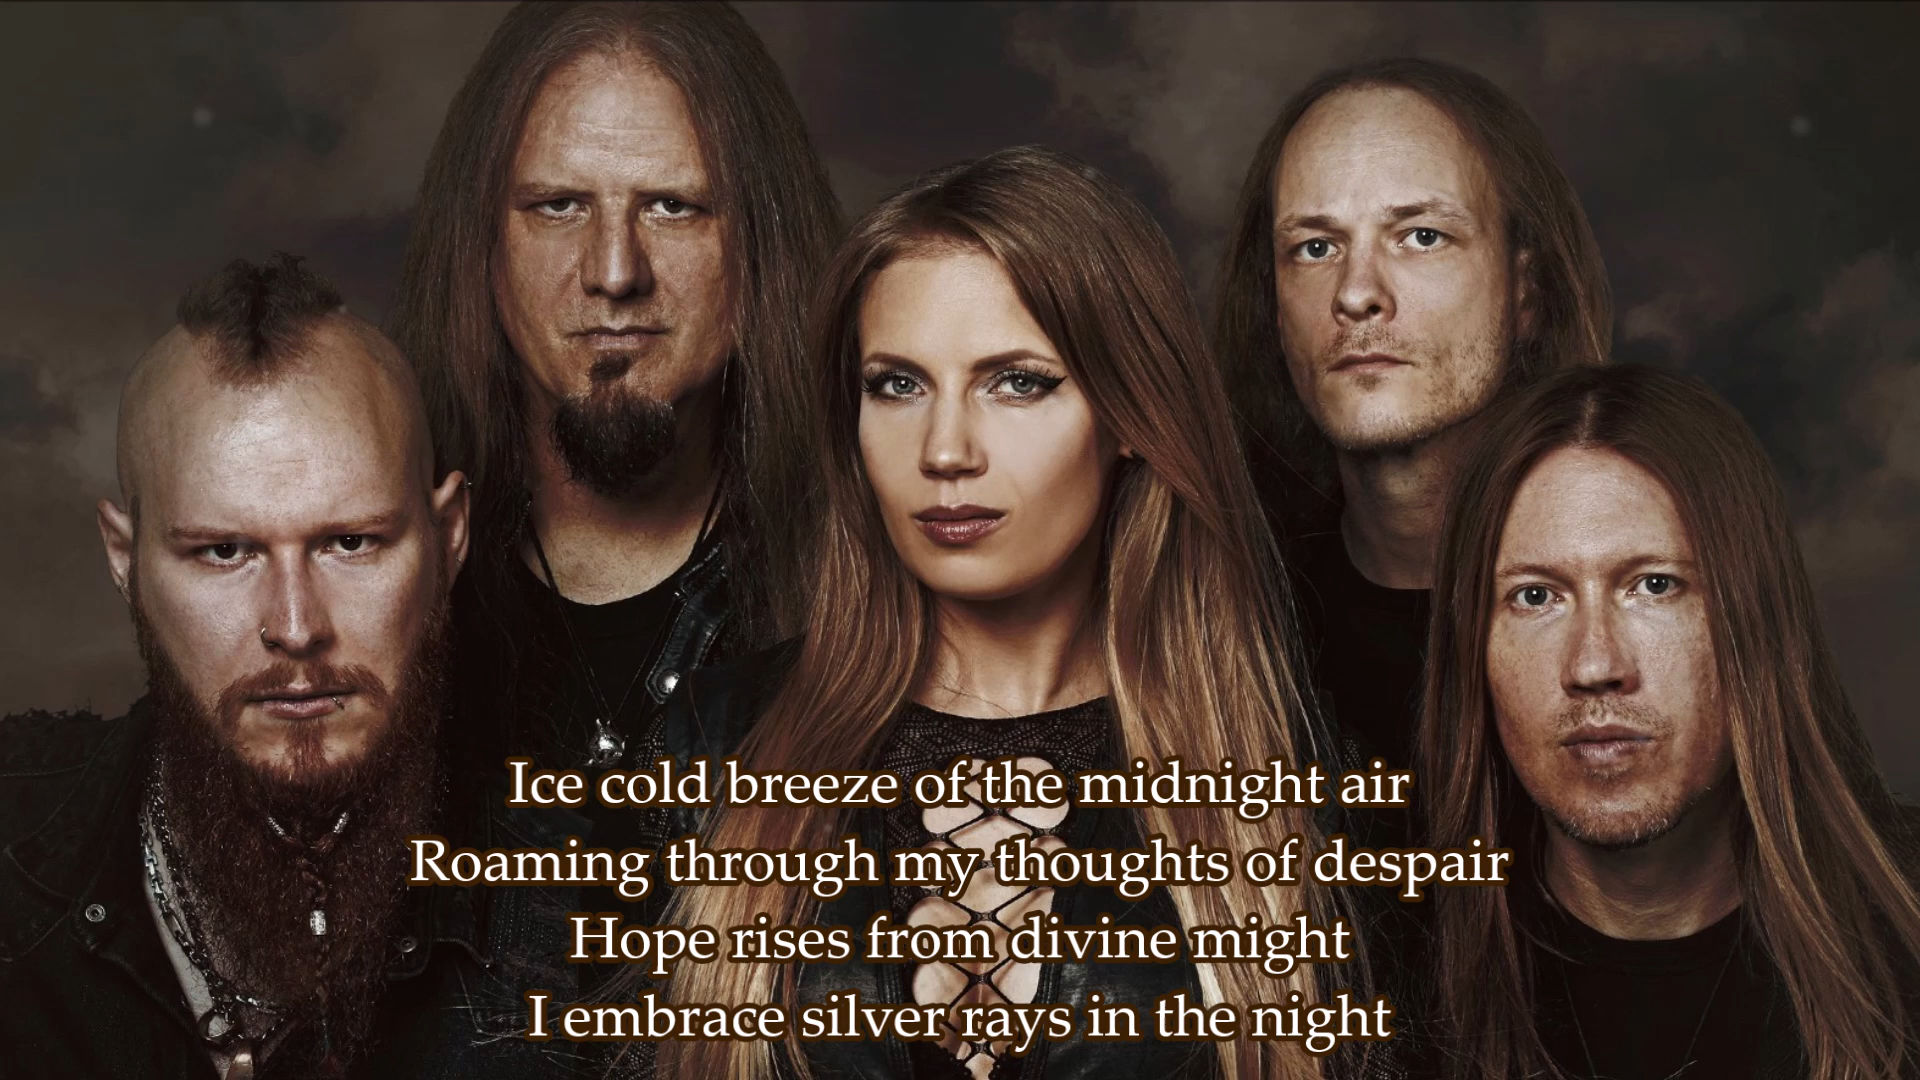 Ice cold breeze of the midnight air
Roaming through my thoughts of despair
Hope rises from divine might
I embrace silver rays in the night